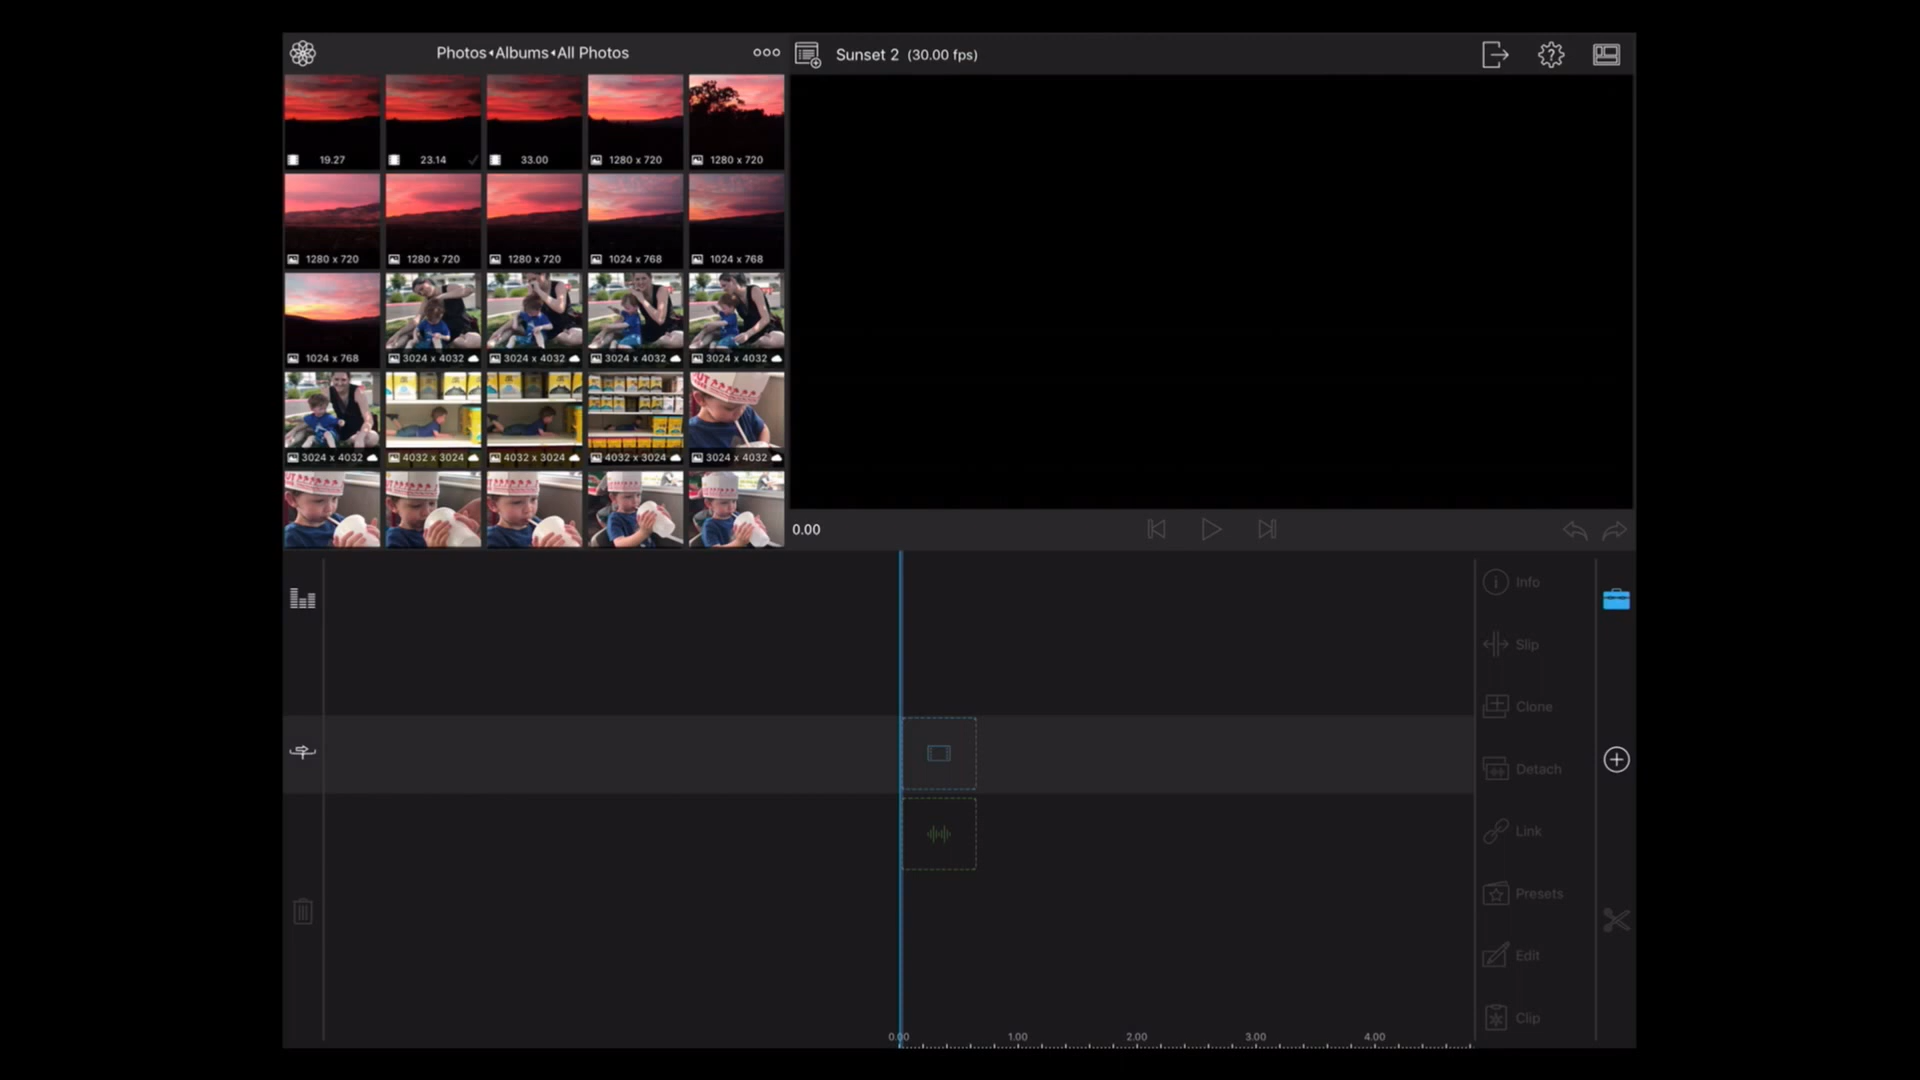 Photos◂Albums◂All Photos
Sunset 2 (30.00 fps)
19.27
23.14
33.00
1280 x 720
1280 x 720
1280 x 720
1280 x 720
1280 x 720
1024 x 768
1024 x 768
1024 x 768
3024 x 4032
3024 x 4032
3024 x 4032
3024 x 4032
3024 x 4032
4032 x 3024
4032 x 3024
4032 x 3024
3024 x 4032
0.00
Info
Slip
Clone
Detach
Link
Presets
Edit
Clip
0.00
1.00
2.00
3.00
4.00